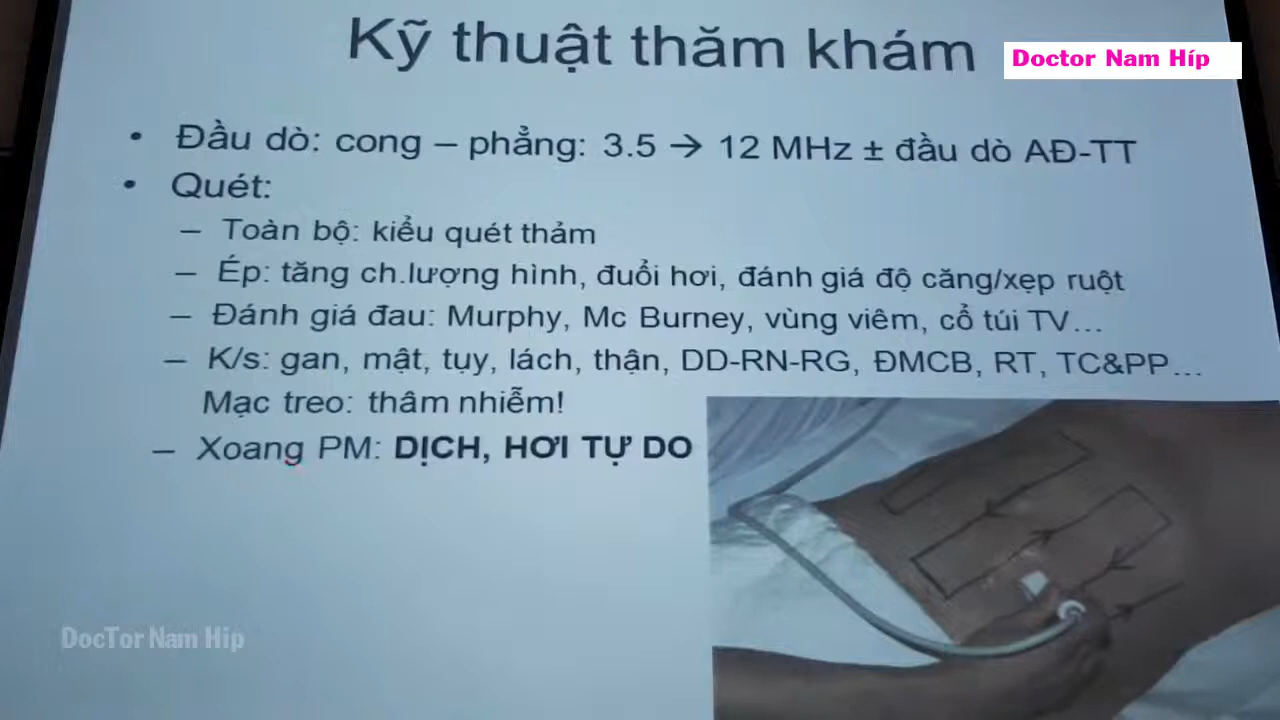 Kỹ thuật thăm khám
Doctor Nam Híp
• Đầu dò: cong – phẳng: 3.5 → 12 MHz ± đầu dò AĐ-TT
• Quét:
– Toàn bộ: kiểu quét thảm
– Ép: tăng ch.lượng hình, đuổi hơi, đánh giá độ căng/xẹp ruột
– Đánh giá đau: Murphy, Mc Burney, vùng viêm, cổ túi TV...
– K/s: gan, mật, tụy, lách, thận, DD-RN-RG, ĐMCB, RT, TC&PP...
Mạc treo: thâm nhiễm!
– Xoang PM: DỊCH, HƠI TỰ DO
DocTor Nam Hip